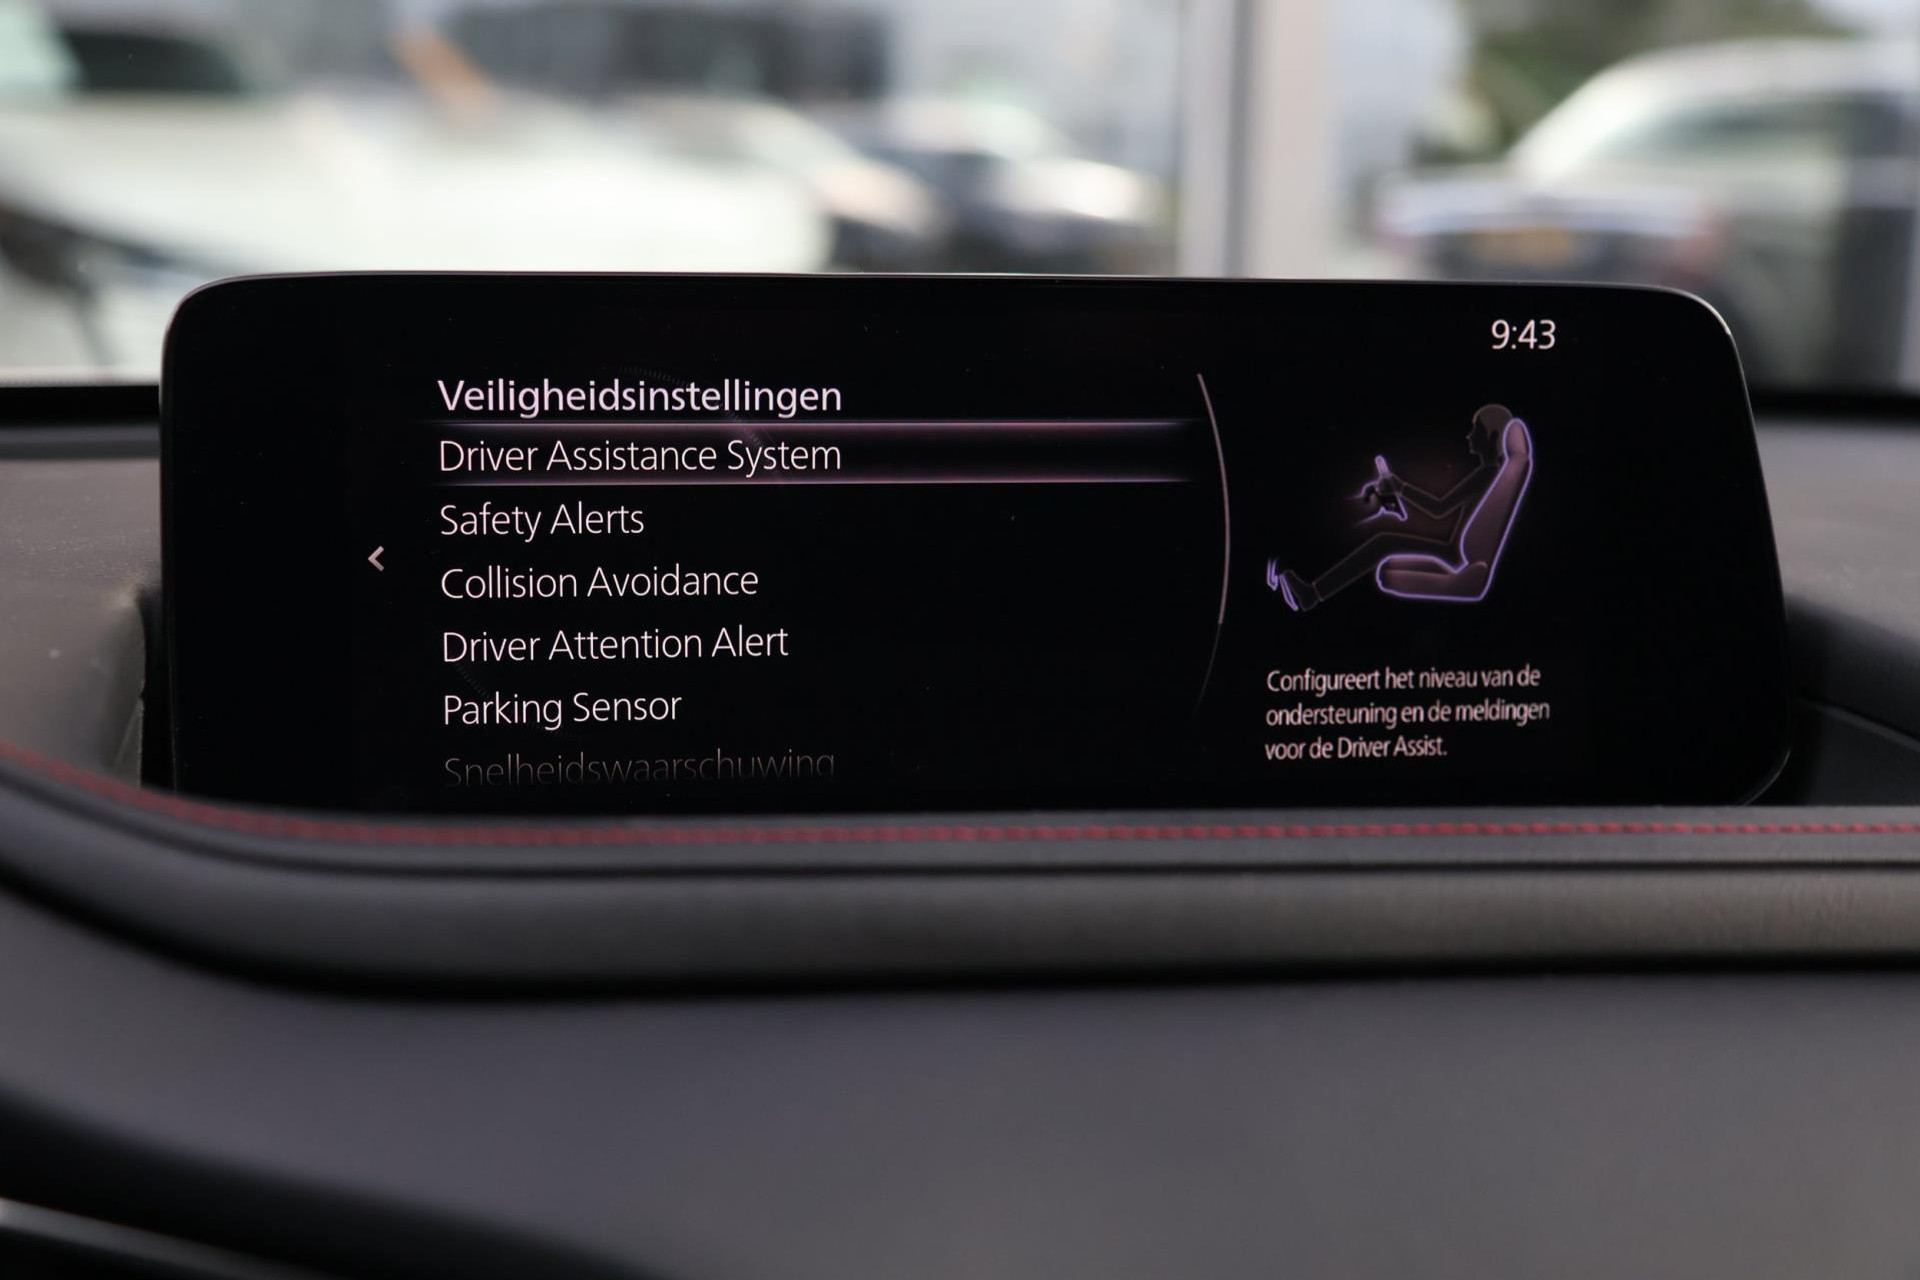 9:43
Veiligheidsinstellingen
Driver Assistance System
Safety Alerts
Collision Avoidance
Driver Attention Alert
Parking Sensor
Snelheidswaarschuwing
Configureert het niveau van de
ondersteuning en de meldingen
voor de Driver Assist.